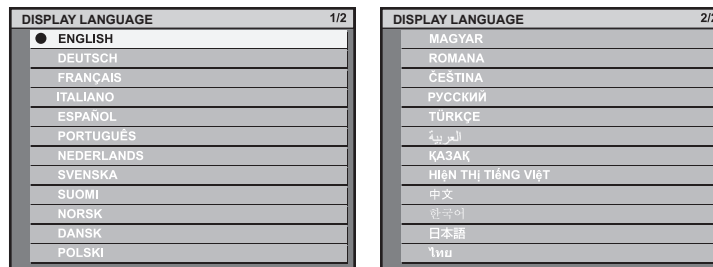 DISPLAY LANGUAGE 1/2
ENGLISH
DEUTSCH
FRANÇAIS
ITALIANO
ESPAÑOL
PORTUGUÊS
NEDERLANDS
SVENSKA
SUOMI
NORSK
DANSK
POLSKI
DISPLAY LANGUAGE 2/2
MAGYAR
ROMANA
ČEŠTINA
РУССКИЙ
TÜRKÇE
العربية
ҚАЗАҚ
HIệN THị TIếNG VIệT
中文
한국어
日本語
ไทย